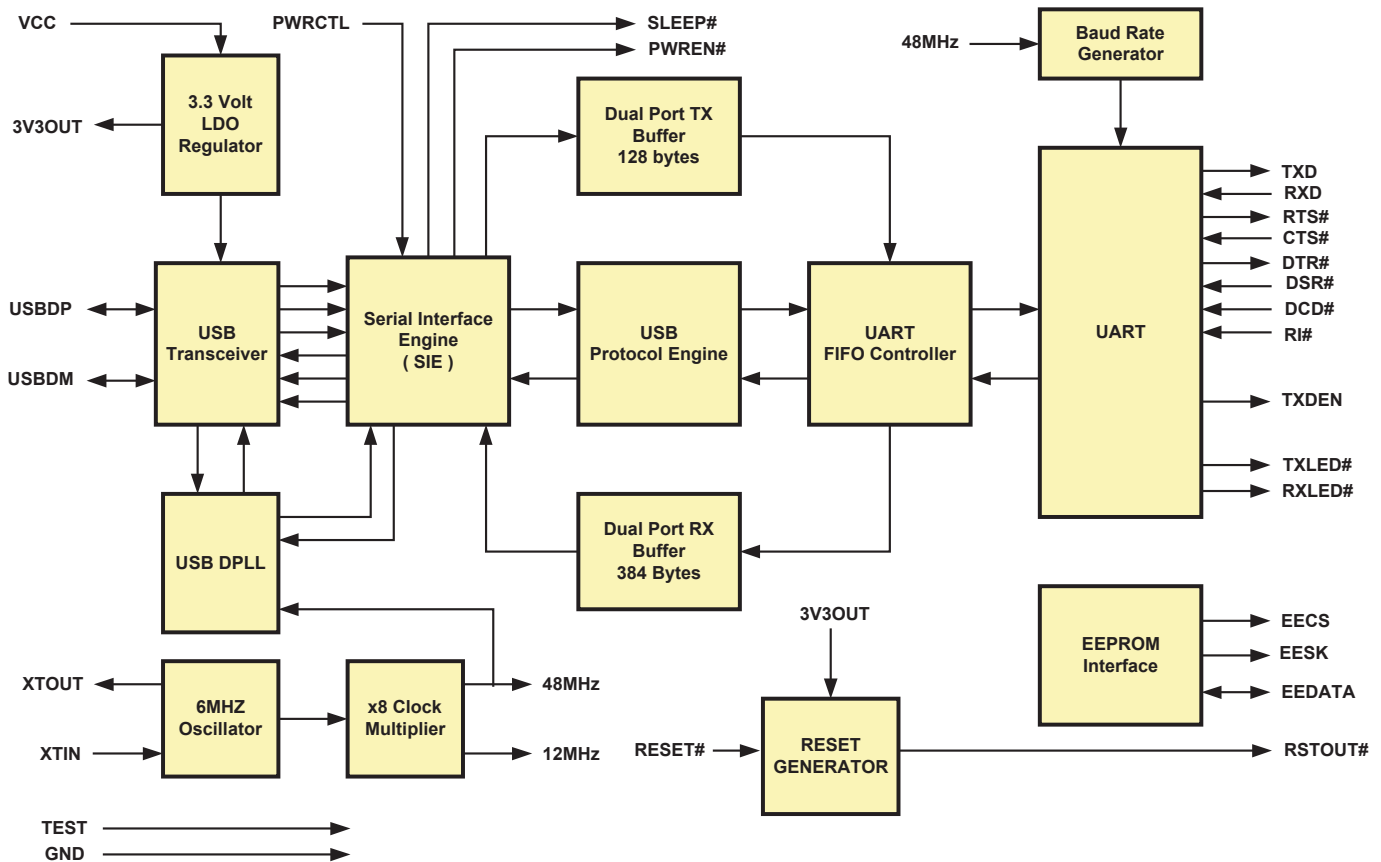 VCC
PWRCTL
SLEEP#
PWREN#
48MHz
Baud Rate
Generator
3.3 Volt
LDO
Regulator
3V3OUT
Dual Port TX
Buffer
128 bytes
TXD
RXD
RTS#
CTS#
DTR#
DSR#
DCD#
RI#
TXDEN
TXLED#
RXLED#
USBDP
USBDM
USB
Transceiver
Serial Interface
Engine
( SIE )
USB
Protocol Engine
UART
FIFO Controller
UART
USB DPLL
Dual Port RX
Buffer
384 Bytes
3V3OUT
EEPROM
Interface
EECS
EESK
EEDATA
XTOUT
XTIN
6MHZ
Oscillator
x8 Clock
Multiplier
48MHz
12MHz
RESET#
RESET
GENERATOR
RSTOUT#
TEST
GND